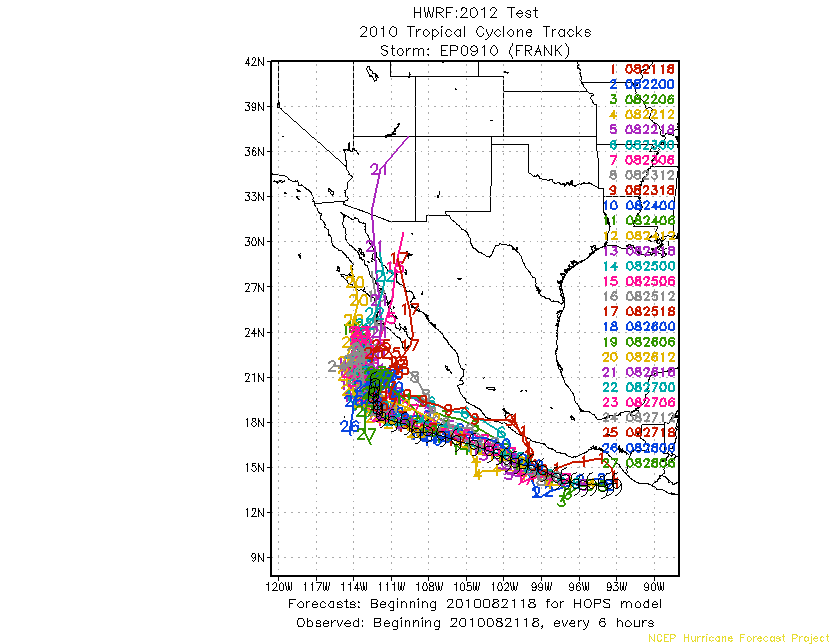 HWRF:2012 Test
2010 Tropical Cyclone Tracks
Storm: EP0910 (FRANK)
42N
39N
36N
33N
30N
27N
24N
21N
18N
15N
12N
9N
1 082118
2 082200
3 082206
4 082212
5 082218
6 082300
7 082306
8 082312
9 082318
10 082400
11 082406
12 082412
13 082418
14 082500
15 082506
16 082512
17 082518
18 082600
19 082606
20 082612
21 082618
22 082700
23 082706
24 082712
25 082718
26 082800
27 082806
120W 117W 114W 111W 108W 105W 102W 99W 96W 93W 90W
Forecasts: Beginning 2010082118 for HOPS model
Observed: Beginning 2010082118, every 6 hours
NCEP Hurricane Forecast Project